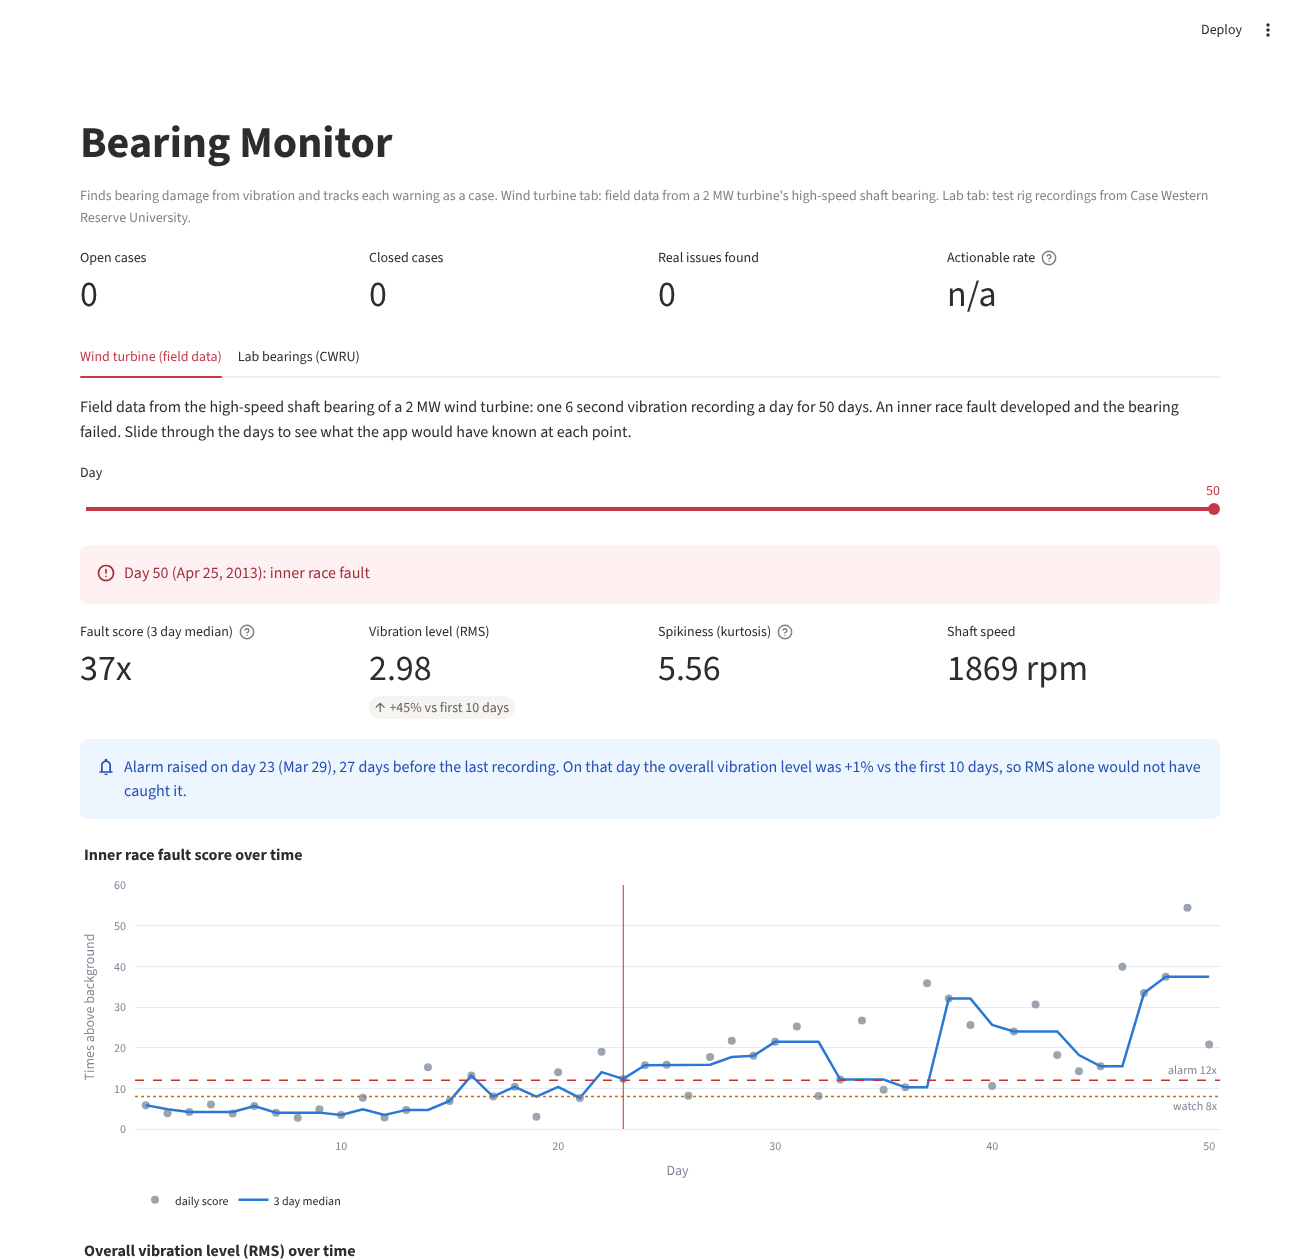 Deploy
Bearing Monitor
Finds bearing damage from vibration and tracks each warning as a case. Wind turbine tab: field data from a 2 MW turbine's high-speed shaft bearing. Lab tab: test rig recordings from Case Western
Reserve University.
Open cases
0
Closed cases
0
Real issues found
0
Actionable rate
n/a
Wind turbine (field data)
Lab bearings (CWRU)
Field data from the high-speed shaft bearing of a 2 MW wind turbine: one 6 second vibration recording a day for 50 days. An inner race fault developed and the bearing
failed. Slide through the days to see what the app would have known at each point.
Day
50
Day 50 (Apr 25, 2013): inner race fault
Fault score (3 day median)
37x
Vibration level (RMS)
2.98
↑ +45% vs first 10 days
Spikiness (kurtosis)
5.56
Shaft speed
1869 rpm
Alarm raised on day 23 (Mar 29), 27 days before the last recording. On that day the overall vibration level was +1% vs the first 10 days, so RMS alone would not have
caught it.
Inner race fault score over time
Times above background
60
50
40
30
20
10
0
alarm 12x
watch 8x
10
20
30
40
50
Day
daily score
3 day median
Overall vibration level (RMS) over time